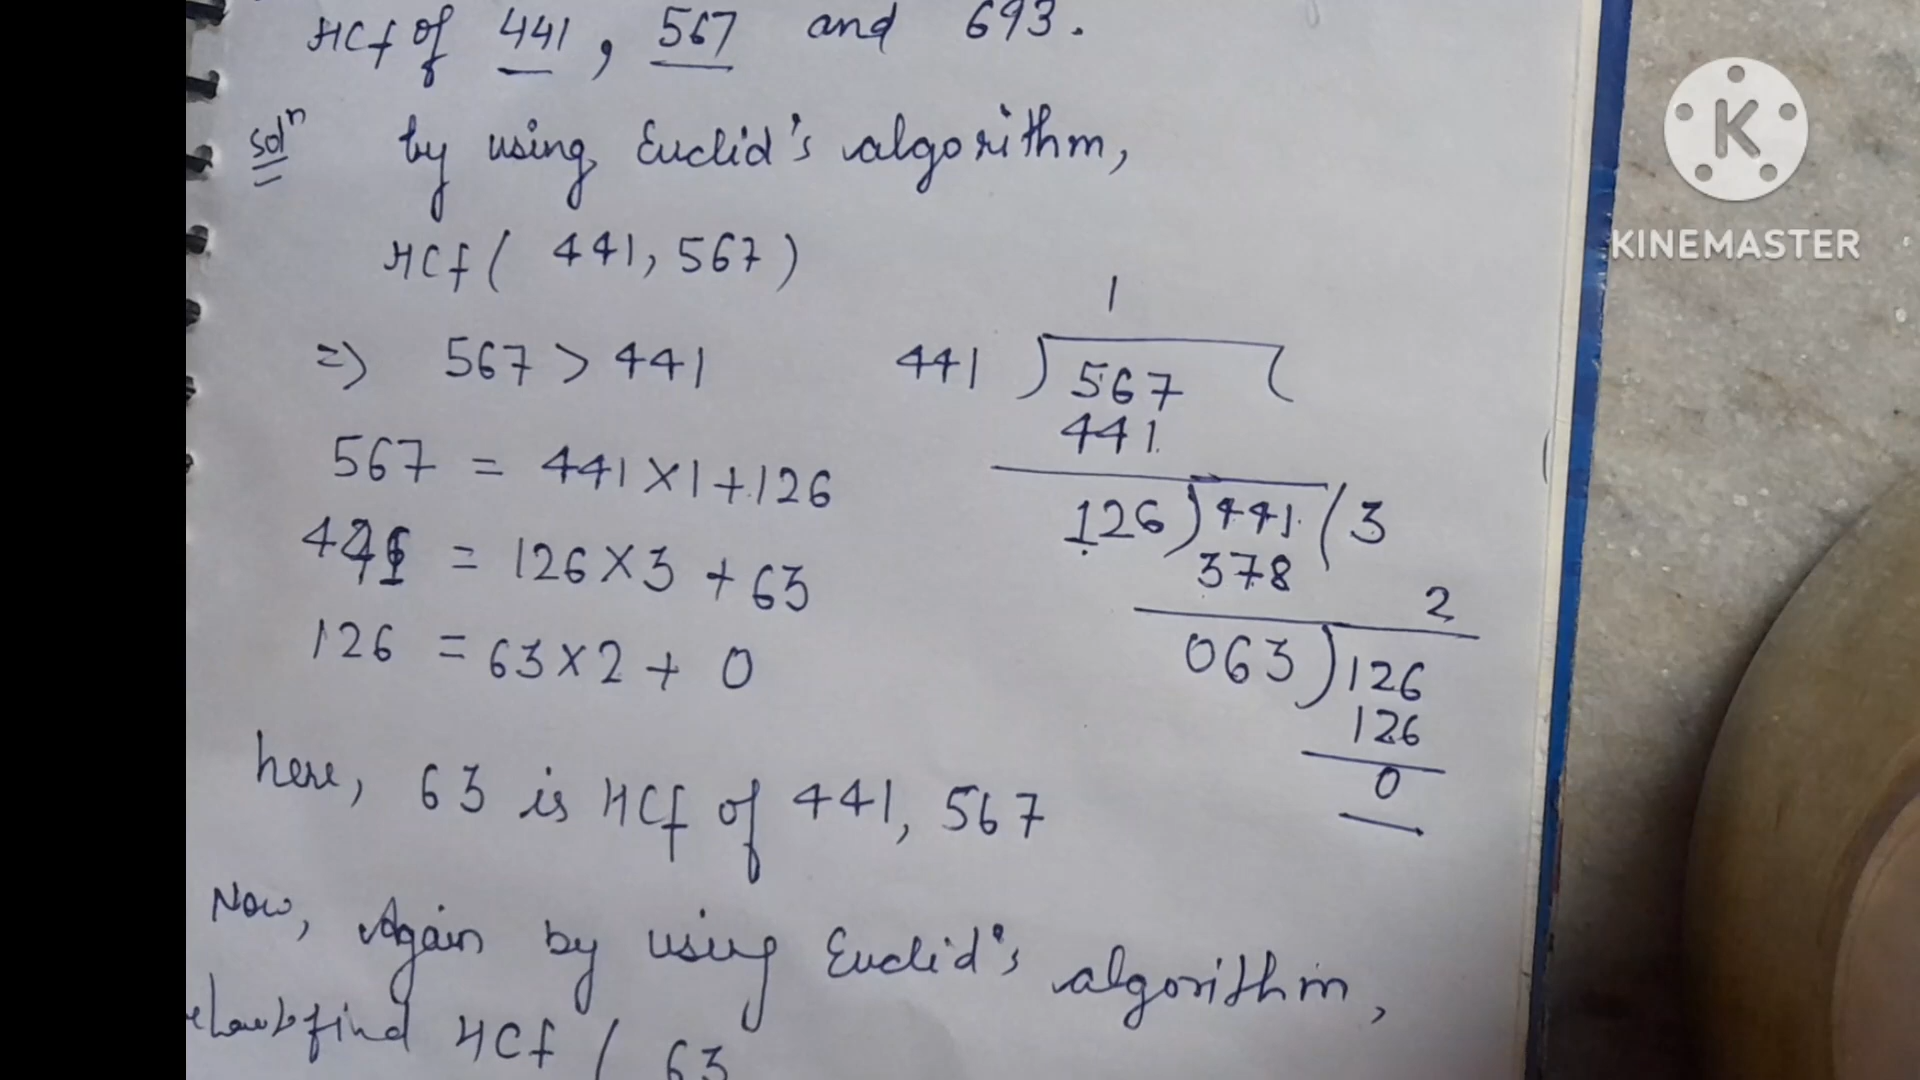 HCf of 441, 567 and 693.
Solⁿ by using Euclid's algorithm,
HCf( 441, 567)
=> 567 > 441
567 = 441 × 1 + 126
441 = 126 × 3 + 63
126 = 63 × 2 + 0
here, 63 is HCf of 441, 567
Now, Again by using Euclid's algorithm,
find HCf ( 63
1
441 ) 567 (
441
126 ) 441 ( 3
378
2
063 ) 126
126
0
K
KINEMASTER